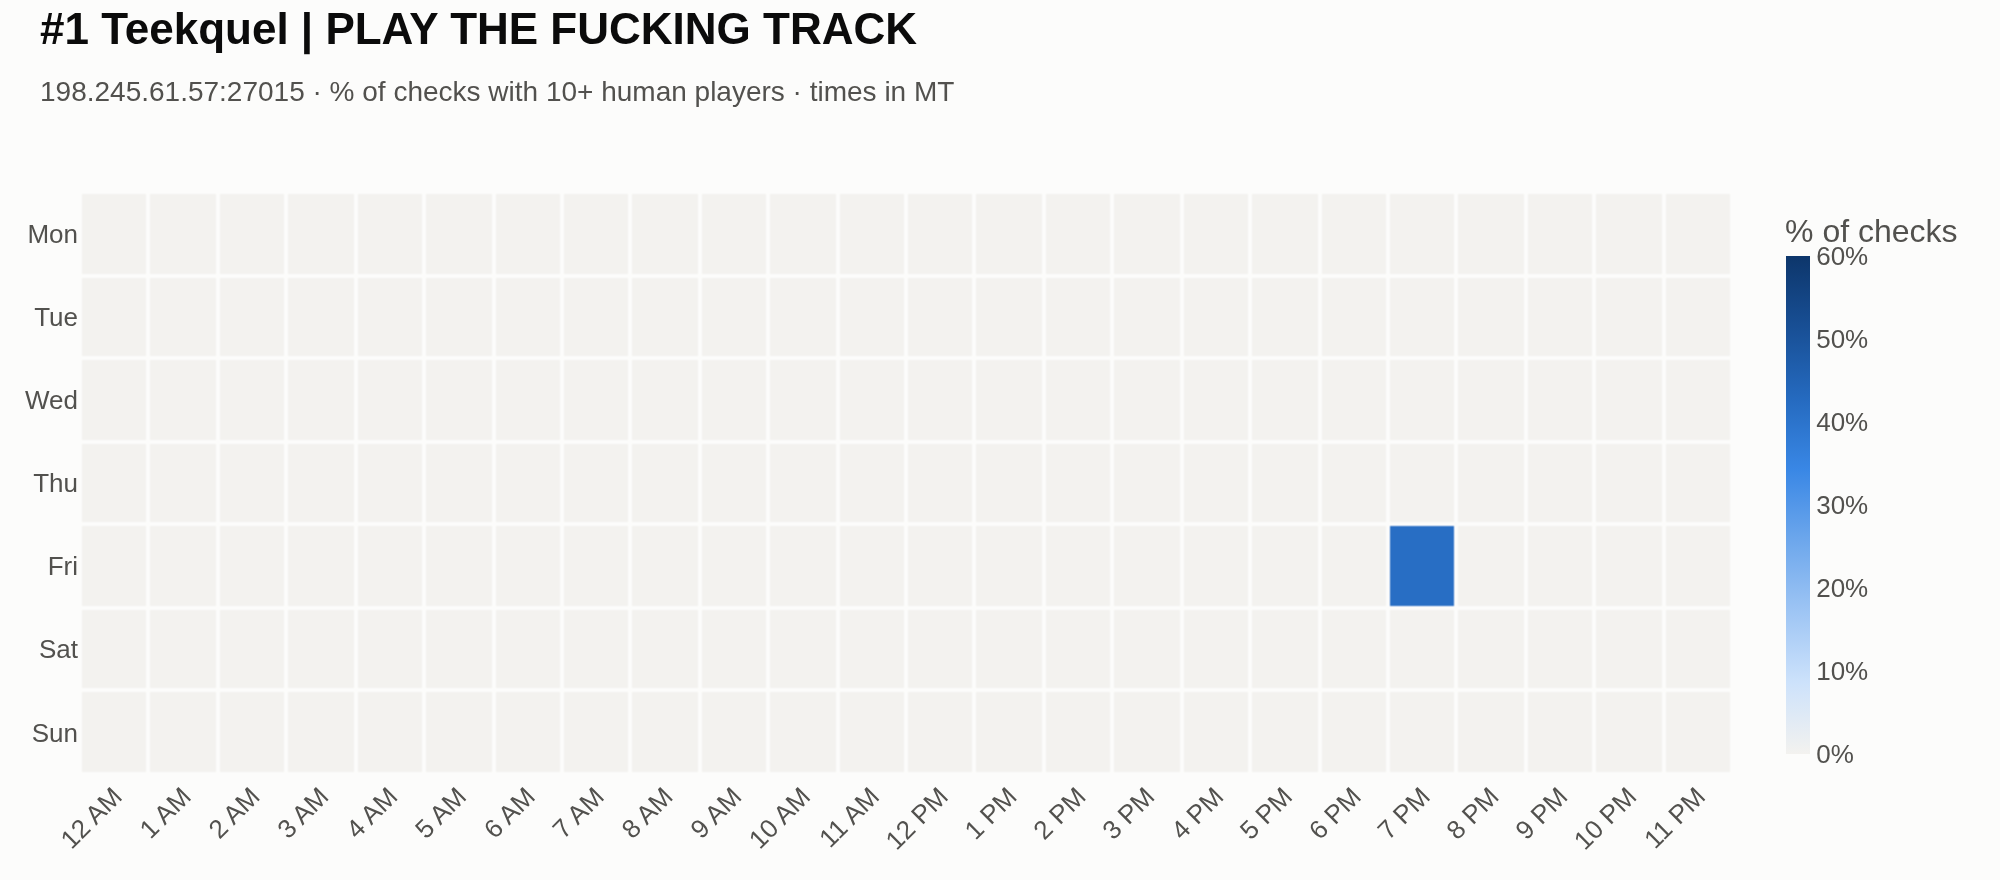 #1 Teekquel | PLAY THE FUCKING TRACK
198.245.61.57:27015 · % of checks with 10+ human players · times in MT
% of checks
60%
50%
40%
30%
20%
10%
0%
Mon
Tue
Wed
Thu
Fri
Sat
Sun
12 AM
1 AM
2 AM
3 AM
4 AM
5 AM
6 AM
7 AM
8 AM
9 AM
10 AM
11 AM
12 PM
1 PM
2 PM
3 PM
4 PM
5 PM
6 PM
7 PM
8 PM
9 PM
10 PM
11 PM